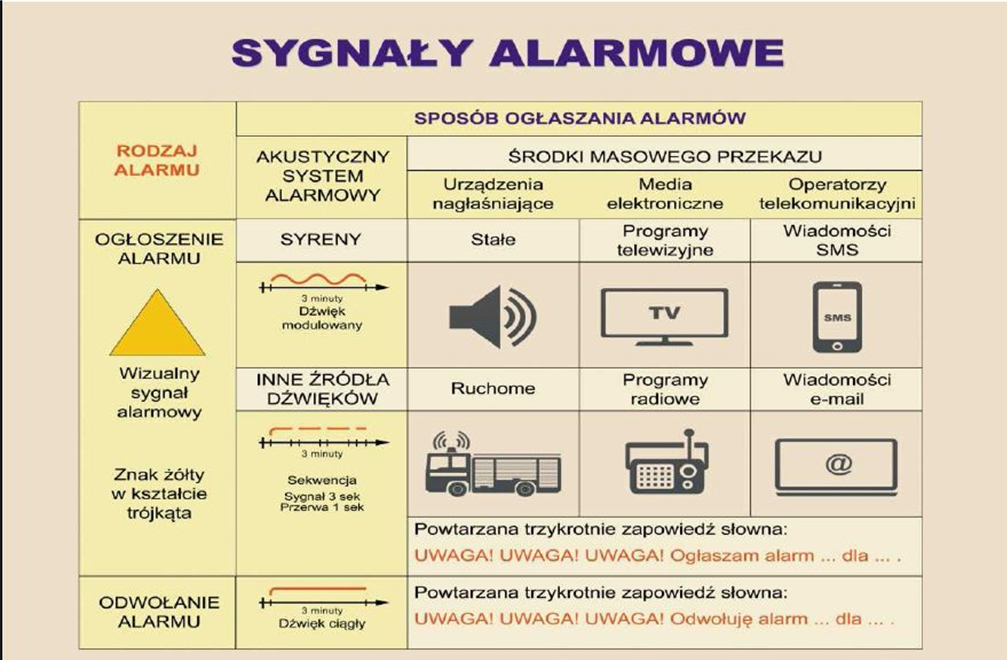 SYGNAŁY ALARMOWE
RODZAJ
ALARMU
SPOSÓB OGŁASZANIA ALARMÓW
AKUSTYCZNY
SYSTEM
ALARMOWY
ŚRODKI MASOWEGO PRZEKAZU
Urządzenia
nagłaśniające
Media
elektroniczne
Operatorzy
telekomunikacyjni
OGŁOSZENIE
ALARMU
SYRENY
Stałe
Programy
telewizyjne
Wiadomości
SMS
3 minuty
Dźwięk
modulowany
TV
SMS
Wizualny
sygnał
alarmowy
INNE ŹRÓDŁA
DŹWIĘKÓW
Ruchome
Programy
radiowe
Wiadomości
e-mail
3 minuty
Sekwencja
Sygnał 3 sek
Przerwa 1 sek
@
Znak żółty
w kształcie
trójkąta
Powtarzana trzykrotnie zapowiedź słowna:
UWAGA! UWAGA! UWAGA! Ogłaszam alarm ... dla ... .
ODWOŁANIE
ALARMU
3 minuty
Dźwięk ciągły
Powtarzana trzykrotnie zapowiedź słowna:
UWAGA! UWAGA! UWAGA! Odwołuję alarm ... dla ... .